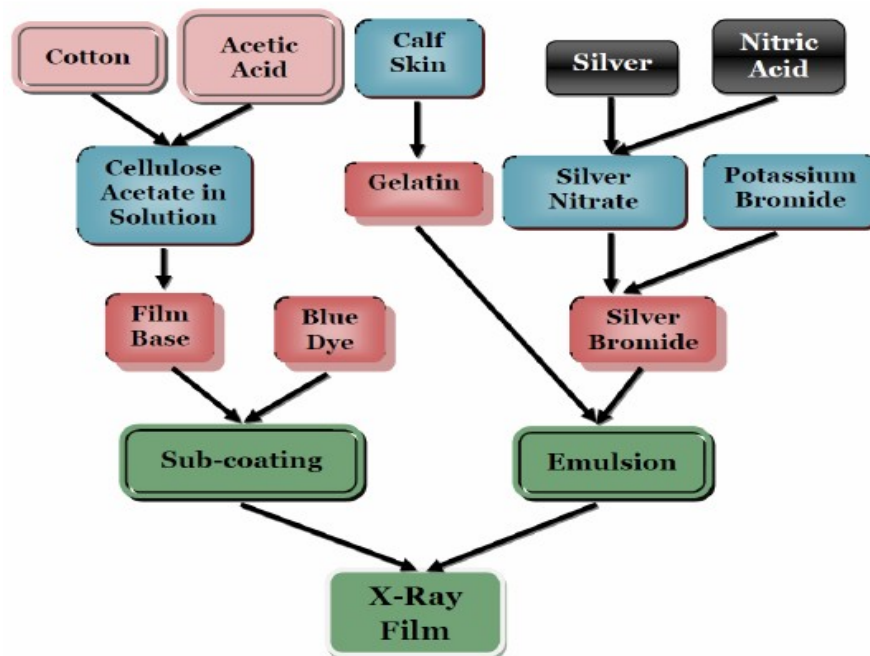 Cotton
Acetic
Acid
Calf
Skin
Silver
Nitric
Acid
Cellulose
Acetate in
Solution
Gelatin
Silver
Nitrate
Potassium
Bromide
Film
Base
Blue
Dye
Silver
Bromide
Sub-coating
Emulsion
X-Ray
Film